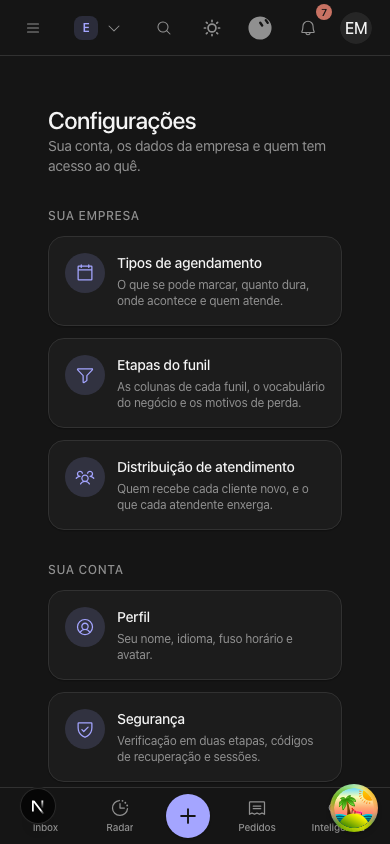 E
7
EM
Configurações
Sua conta, os dados da empresa e quem tem
acesso ao quê.
SUA EMPRESA
Tipos de agendamento
O que se pode marcar, quanto dura,
onde acontece e quem atende.
Etapas do funil
As colunas de cada funil, o vocabulário
do negócio e os motivos de perda.
Distribuição de atendimento
Quem recebe cada cliente novo, e o
que cada atendente enxerga.
SUA CONTA
Perfil
Seu nome, idioma, fuso horário e
avatar.
Segurança
Verificação em duas etapas, códigos
de recuperação e sessões.
N
Inbox
Radar
Pedidos